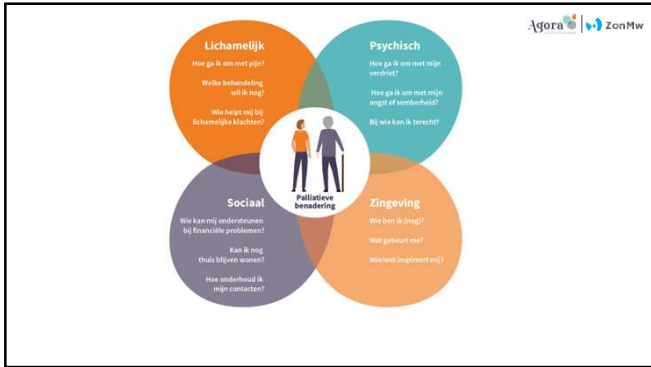 Agora
ZonMw
Lichamelijk
Hoe ga ik om met pijn?
Welke behandeling
wil ik nog?
Wie helpt mij bij
lichamelijke klachten?
Psychisch
Hoe ga ik om met mijn
verdriet?
Hoe ga ik om met mijn
angst of somberheid?
Bij wie kan ik terecht?
Palliatieve
benadering
Sociaal
Wie kan mij ondersteunen
bij financiële problemen?
Kan ik nog
thuis blijven wonen?
Hoe onderhoud ik
mijn contacten?
Zingeving
Wie ben ik (nog)?
Wat gebeurt me?
Wie/wat inspireert mij?